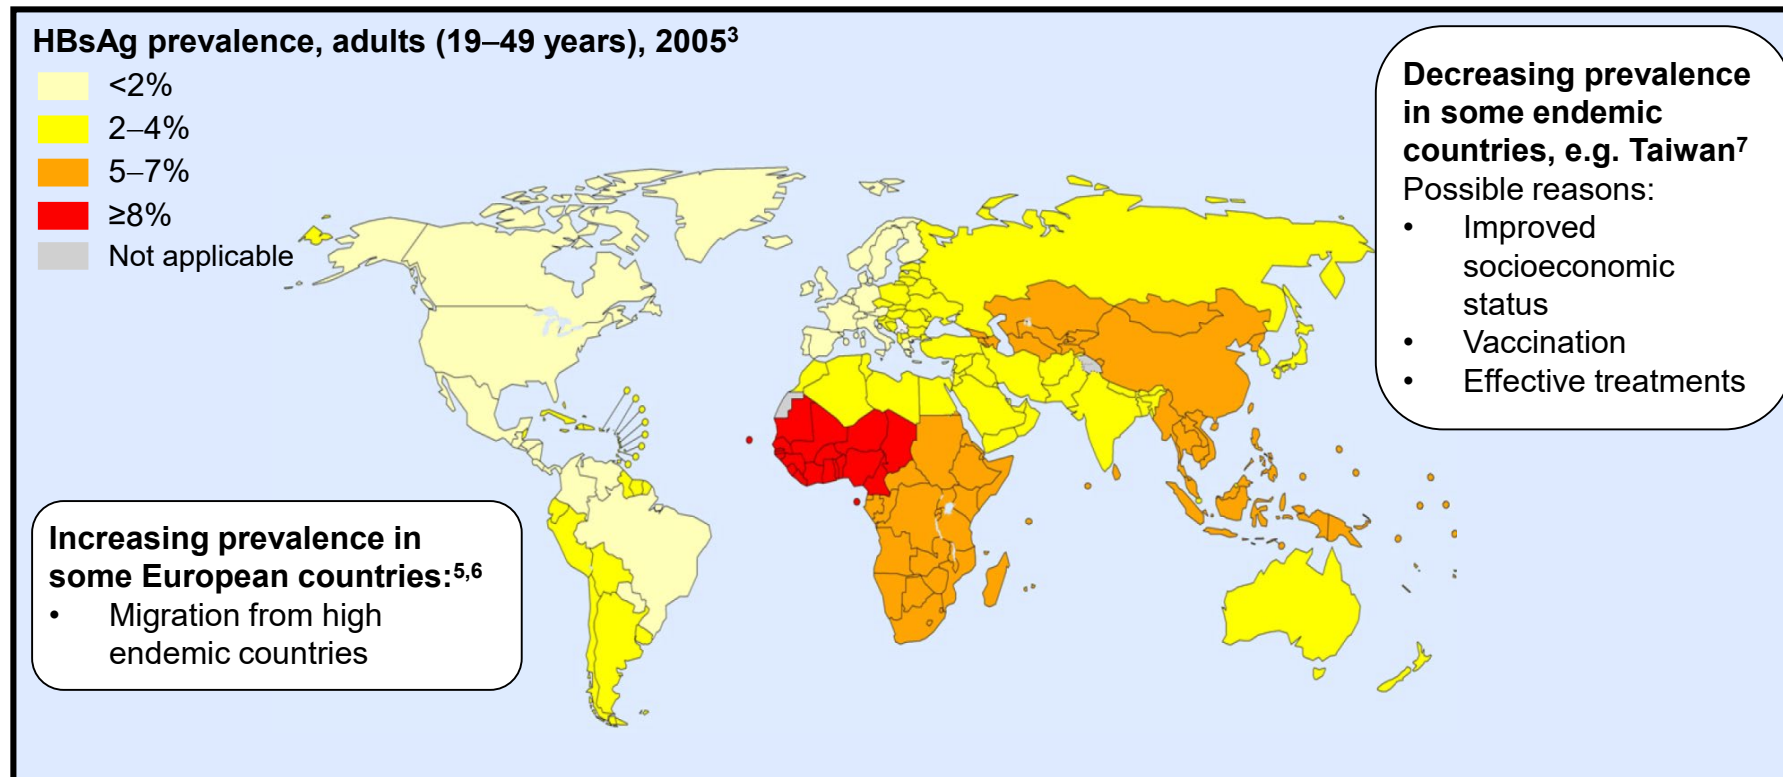 HBsAg prevalence, adults (19–49 years), 2005³
<2%
2–4%
5–7%
≥8%
Not applicable
Decreasing prevalence
in some endemic
countries, e.g. Taiwan⁷
Possible reasons:
• Improved
socioeconomic
status
• Vaccination
• Effective treatments
Increasing prevalence in
some European countries:⁵,⁶
• Migration from high
endemic countries